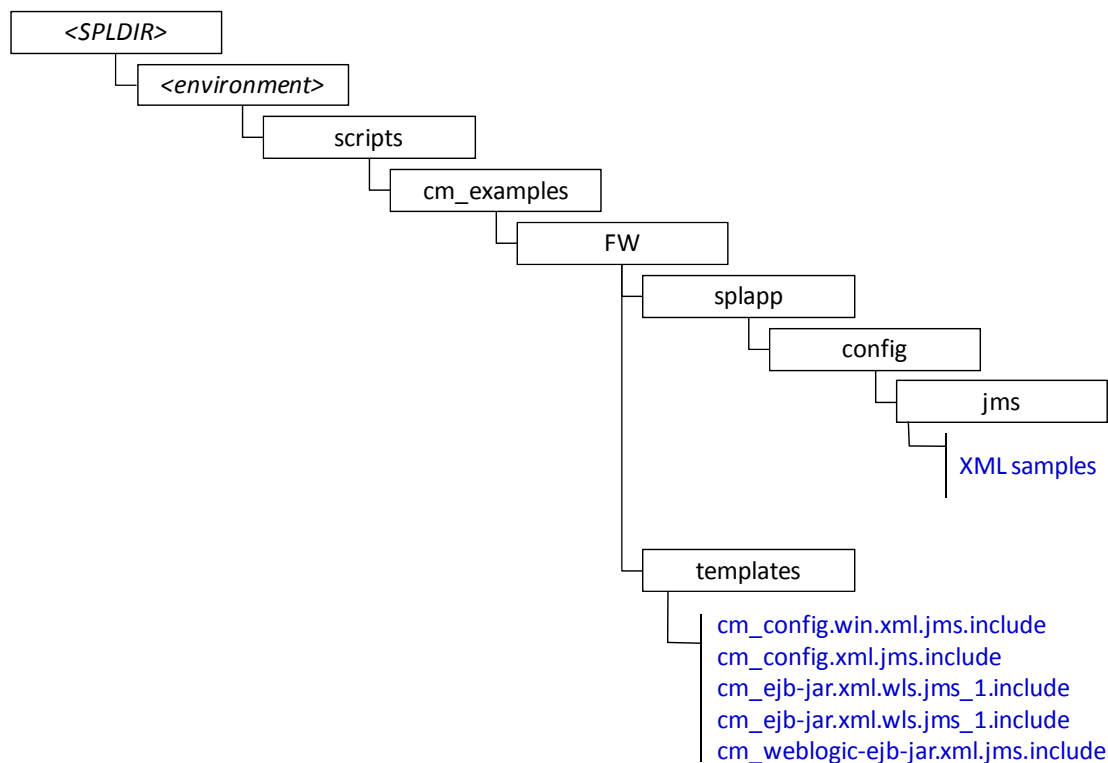 <SPLDIR>
<environment>
scripts
cm_examples
FW
splapp
config
jms
XML samples
templates
cm_config.win.xml.jms.include
cm_config.xml.jms.include
cm_ejb-jar.xml.wls.jms_1.include
cm_ejb-jar.xml.wls.jms_1.include
cm_weblogic-ejb-jar.xml.jms.include